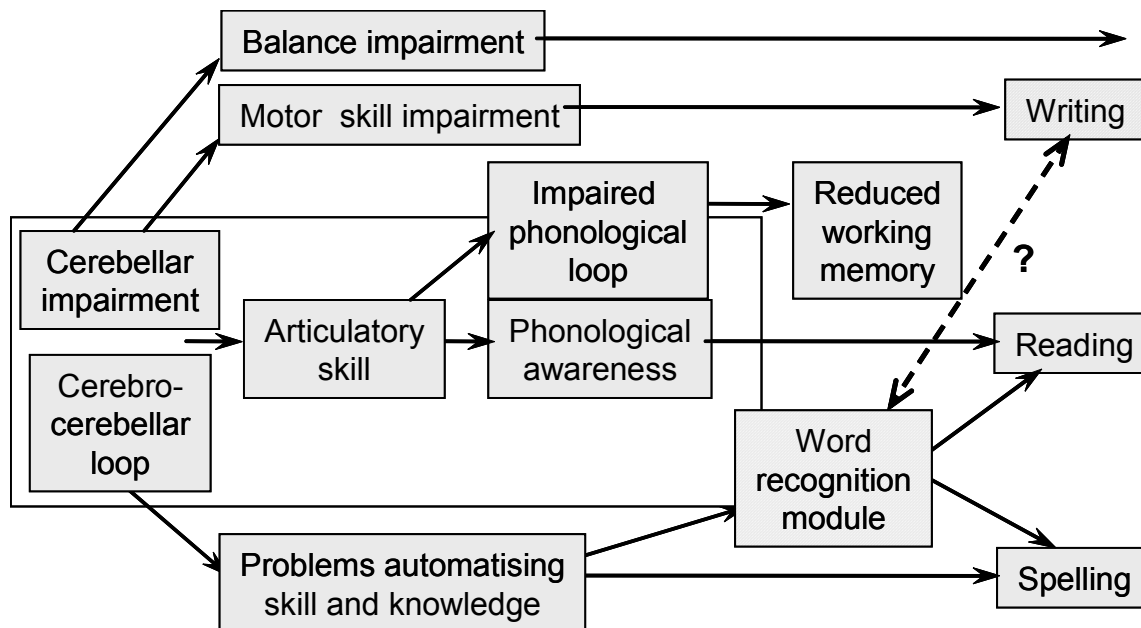 Balance impairment
Motor skill impairment
Writing
Impaired
phonological
loop
Reduced
working
memory
?
Cerebellar
impairment
Articulatory
skill
Phonological
awareness
Reading
Cerebro-
cerebellar
loop
Word
recognition
module
Problems automatising
skill and knowledge
Spelling